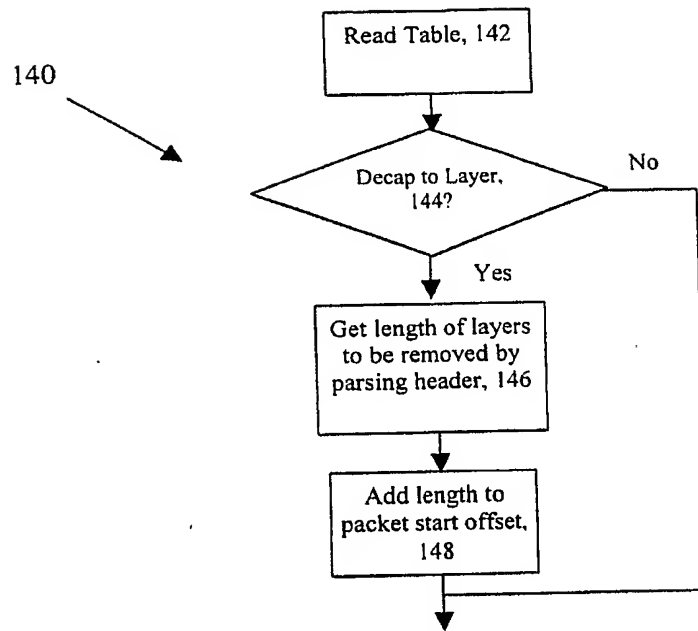 Read Table, 142
140
No
Decap to Layer,
144?
Yes
Get length of layers
to be removed by
parsing header, 146
Add length to
packet start offset,
148